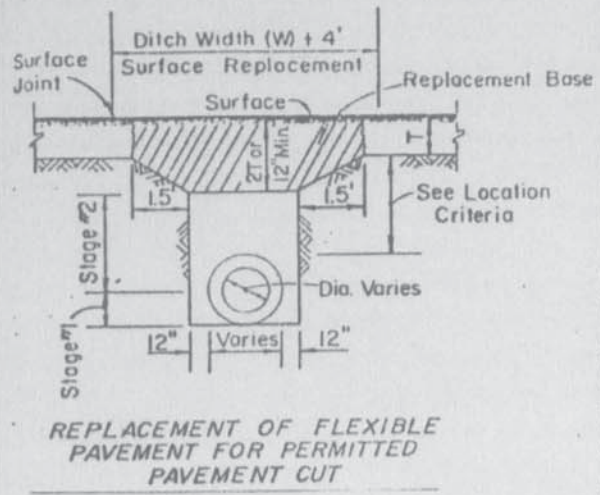 Ditch Width (W) + 4'
Surface Replacement
Surface
Joint
Surface
Replacement Base
2T or
12" Min.
T
1.5'
1.5'
See Location
Criteria
Stage #2
Stage #1
Dia. Varies
12"
Varies
12"
REPLACEMENT OF FLEXIBLE
PAVEMENT FOR PERMITTED
PAVEMENT CUT